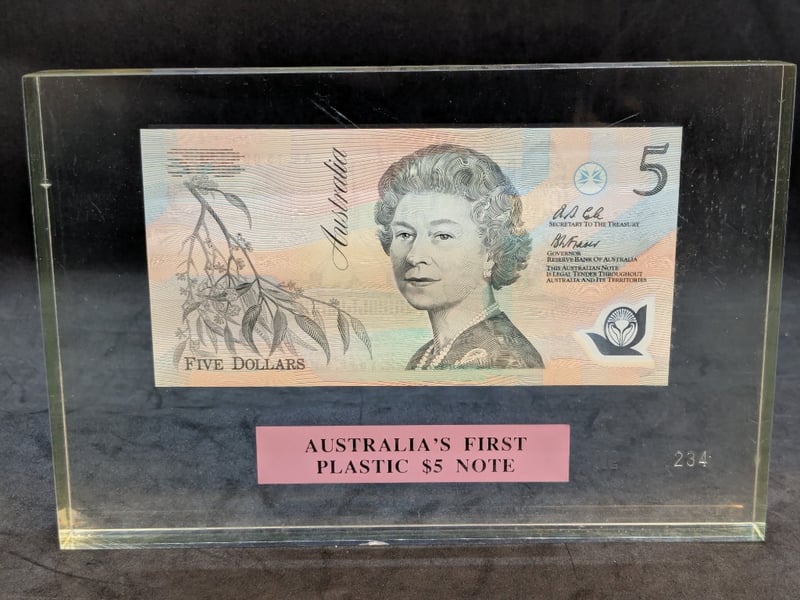 Australia
5
SECRETARY TO THE TREASURY
GOVERNOR
RESERVE BANK OF AUSTRALIA
THIS AUSTRALIAN NOTE
IS LEGAL TENDER THROUGHOUT
AUSTRALIA AND ITS TERRITORIES
FIVE DOLLARS
AUSTRALIA'S FIRST
PLASTIC $5 NOTE
234